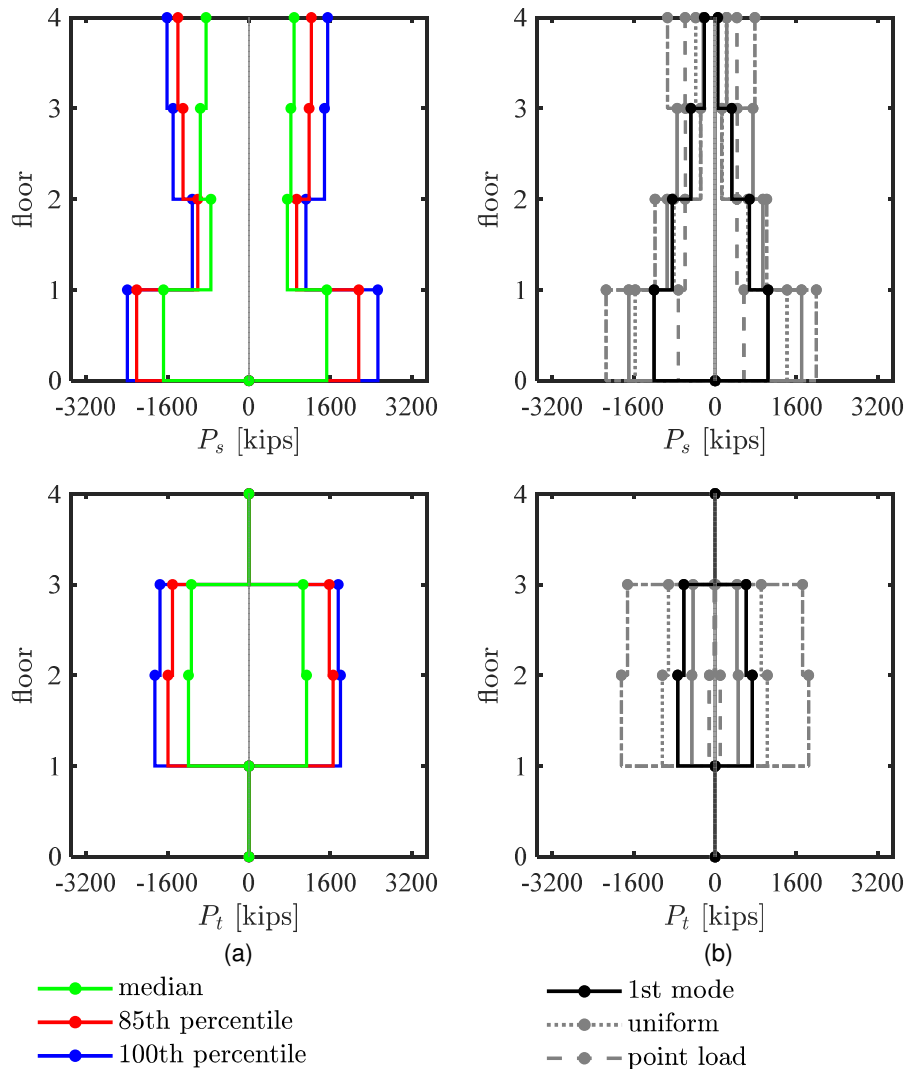 4
3
2
1
0
floor
-3200 -1600 0 1600 3200
P_s [kips]
4
3
2
1
0
floor
-3200 -1600 0 1600 3200
P_s [kips]
4
3
2
1
0
floor
-3200 -1600 0 1600 3200
P_t [kips]
(a)
4
3
2
1
0
floor
-3200 -1600 0 1600 3200
P_t [kips]
(b)
median
85th percentile
100th percentile
1st mode
uniform
point load